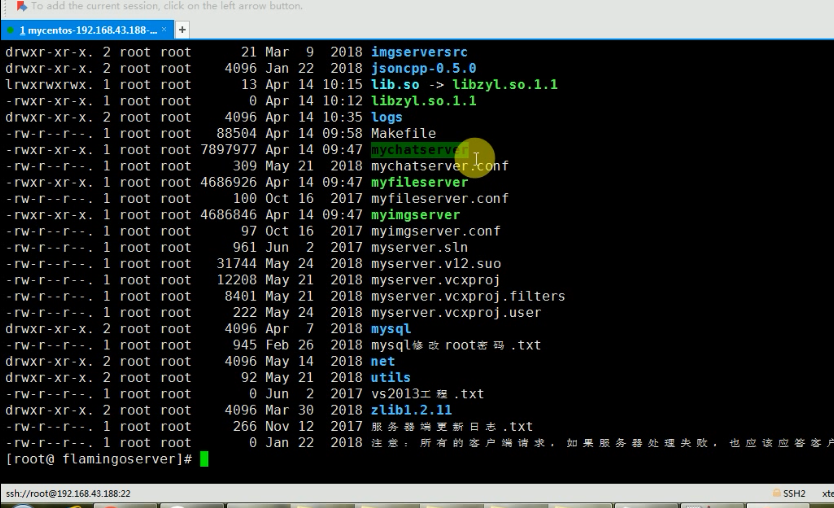 To add the current session, click on the left arrow button.
1 mycentos-192.168.43.188-... × +
drwxr-xr-x. 2 root root 21 Mar 9 2018 imgserversrc
drwxr-xr-x. 2 root root 4096 Jan 22 2018 jsoncpp-0.5.0
lrwxrwxrwx. 1 root root 13 Apr 14 10:15 lib.so -> libzyl.so.1.1
-rwxr-xr-x. 1 root root 0 Apr 14 10:12 libzyl.so.1.1
drwxr-xr-x. 2 root root 4096 Apr 14 10:35 logs
-rw-r--r--. 1 root root 88504 Apr 14 09:58 Makefile
-rwxr-xr-x. 1 root root 7897977 Apr 14 09:47 mychatserver
-rw-r--r--. 1 root root 309 May 21 2018 mychatserver.conf
-rwxr-xr-x. 1 root root 4686926 Apr 14 09:47 myfileserver
-rw-r--r--. 1 root root 100 Oct 16 2017 myfileserver.conf
-rwxr-xr-x. 1 root root 4686846 Apr 14 09:47 myimgserver
-rw-r--r--. 1 root root 97 Oct 16 2017 myimgserver.conf
-rw-r--r--. 1 root root 961 Jun 2 2017 myserver.sln
-rw-r--r--. 1 root root 31744 May 24 2018 myserver.v12.suo
-rw-r--r--. 1 root root 12208 May 21 2018 myserver.vcxproj
-rw-r--r--. 1 root root 8401 May 21 2018 myserver.vcxproj.filters
-rw-r--r--. 1 root root 222 May 24 2018 myserver.vcxproj.user
drwxr-xr-x. 2 root root 4096 Apr 7 2018 mysql
-rw-r--r--. 1 root root 945 Feb 26 2018 mysql修改root密码.txt
drwxr-xr-x. 2 root root 4096 May 14 2018 net
drwxr-xr-x. 2 root root 92 May 21 2018 utils
-rw-r--r--. 1 root root 0 Jun 2 2017 vs2013工程.txt
drwxr-xr-x. 2 root root 4096 Mar 30 2018 zlib1.2.11
-rw-r--r--. 1 root root 266 Nov 12 2017 服务器端更新日志.txt
-rw-r--r--. 1 root root 0 Jan 22 2018 注意：所有的客户端请求，如果服务器处理失败，也应该应答客户
[root@ flamingoserver]#
ssh://root@192.168.43.188:22 SSH2 xte